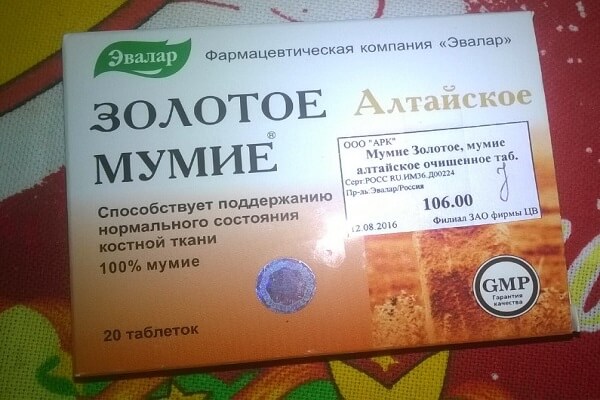 Эвалар
Фармацевтическая компания «Эвалар»
ЗОЛОТОЕ Алтайское
МУМИЕ®
Способствует поддержанию
нормального состояния
костной ткани
100% мумие
20 таблеток
ООО "АРК"
Мумие Золотое, мумие
алтайское очищенное таб.
Серт:РОСС RU.ИМ36.Д00224
Пр-ль:Эвалар/Россия
106.00
12.08.2016 Филиал ЗАО фирмы ЦВ
GMP
Гарантия
качества